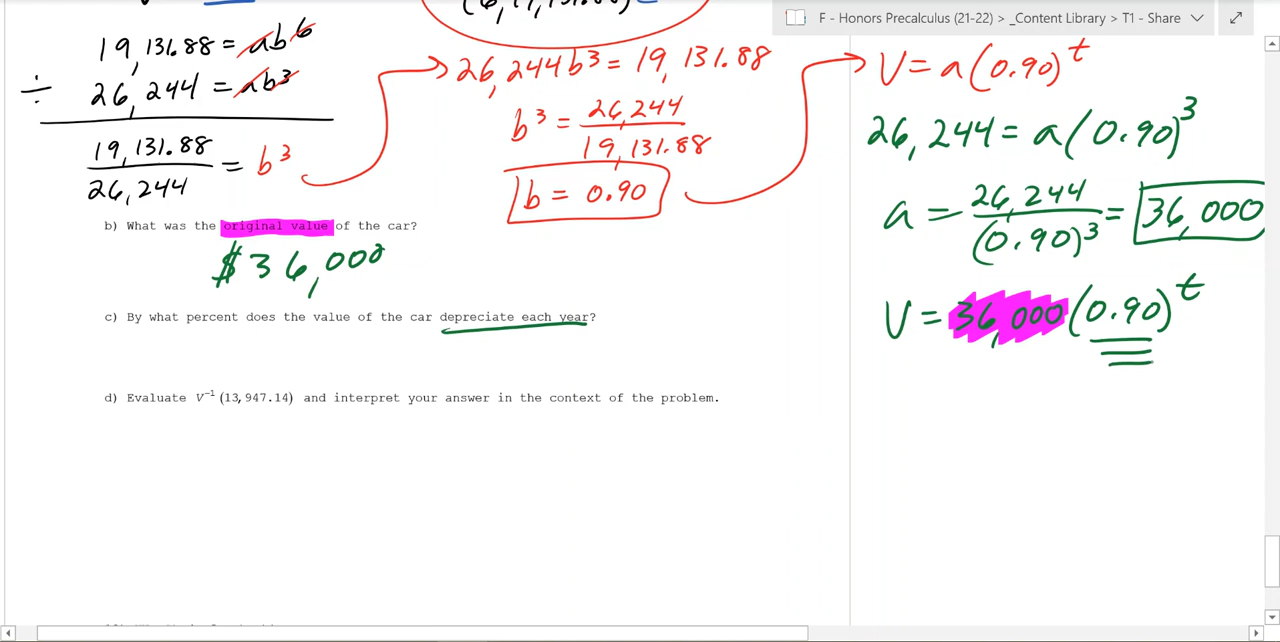 F - Honors Precalculus (21-22) > _Content Library > T1 - Share
19,131.88 = ab6
÷ 26,244 = ab3
19,131.88 / 26,244 = b3
26,244b3 = 19,131.88
b3 = 26,244 / 19,131.88
b = 0.90
b) What was the original value of the car?
$36,000
c) By what percent does the value of the car depreciate each year?
d) Evaluate V⁻¹(13,947.14) and interpret your answer in the context of the problem.
V = a(0.90)^t
26,244 = a(0.90)^3
a = 26,244 / (0.90)^3 = 36,000
V = 36,000(0.90)^t